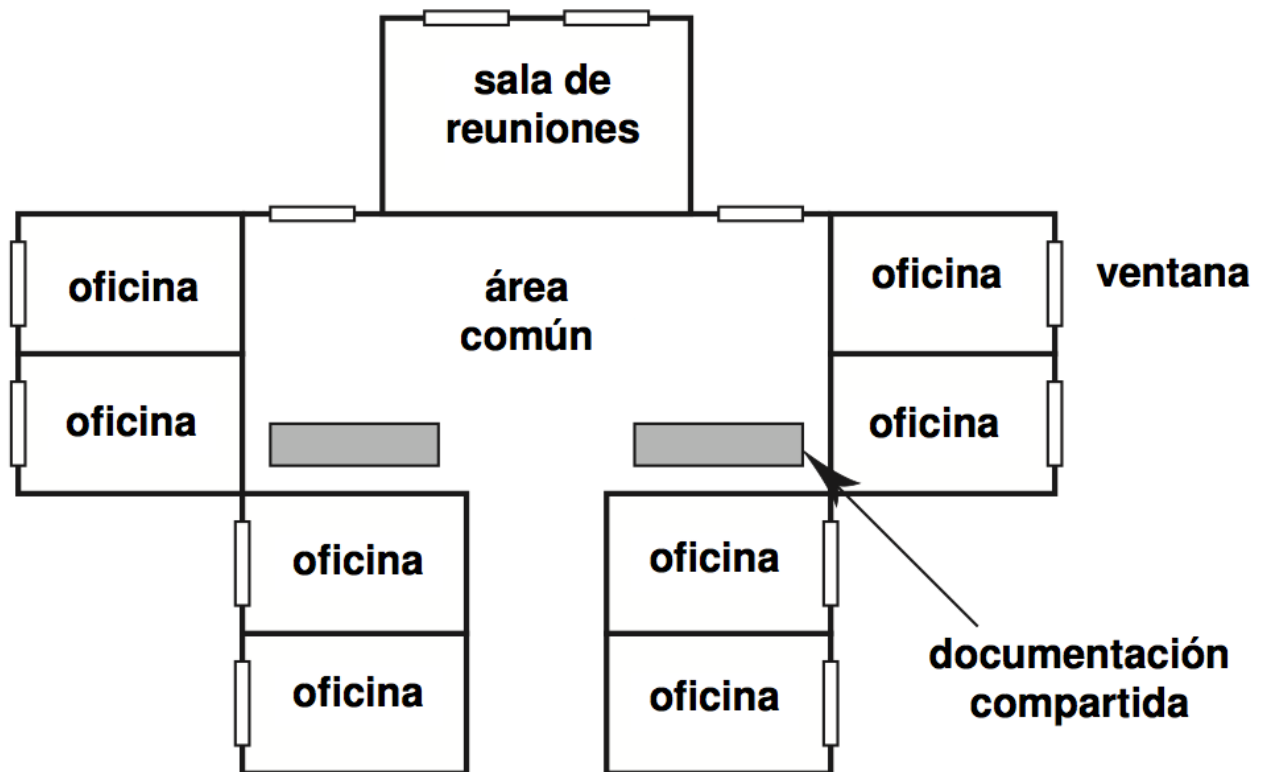 sala de
reuniones
oficina
área
común
oficina
ventana
oficina
oficina
oficina
oficina
oficina
oficina
documentación
compartida